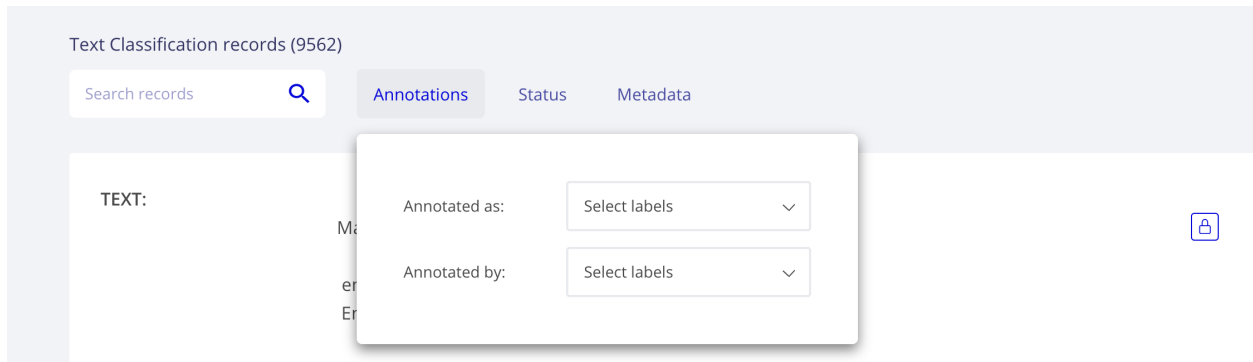 Text Classification records (9562)
Search records
Annotations Status Metadata
TEXT:
Annotated as: Select labels
Annotated by: Select labels